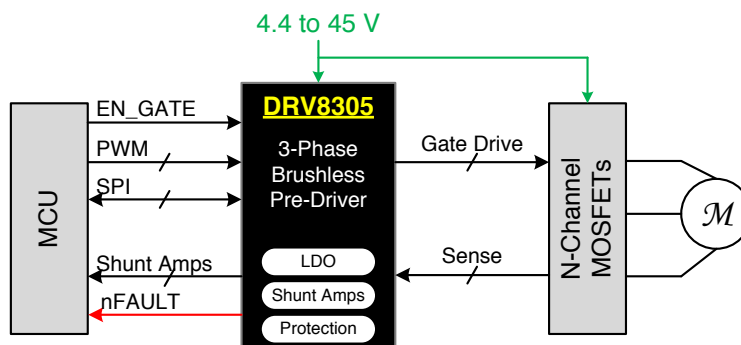 4.4 to 45 V
DRV8305
3-Phase
Brushless
Pre-Driver
LDO
Shunt Amps
Protection
MCU
EN_GATE
PWM
SPI
Shunt Amps
nFAULT
Gate Drive
Sense
N-Channel
MOSFETs
M